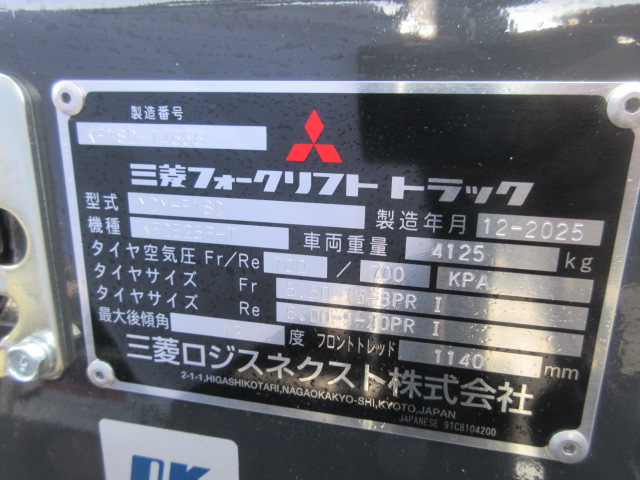 製造番号
三菱フォークリフト トラック
型式
製造年月 12-2025
機種
車両重量 4125 kg
タイヤ空気圧 Fr/Re 700 / 700 KPA
タイヤサイズ Fr
タイヤサイズ Re
最大後傾角 度 フロントトレッド 1140 mm
三菱ロジスネクスト株式会社
2-1-1,HIGASHIKOTARI,NAGAOKAKYO-SHI,KYOTO,JAPAN
JAPANESE 91C8104200